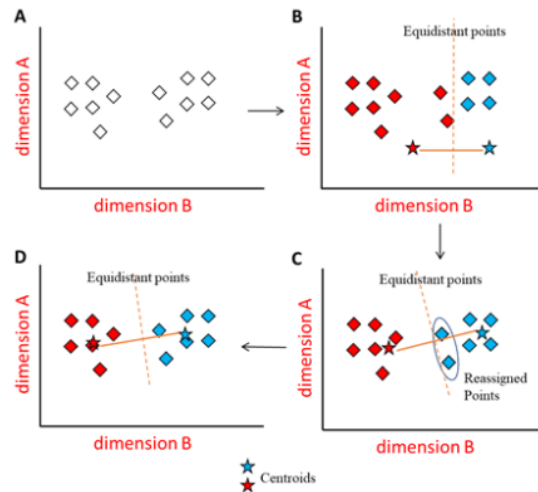 A
dimension A
dimension B
B
Equidistant points
dimension A
dimension B
D
Equidistant points
dimension A
dimension B
C
Equidistant points
dimension A
Reassigned
Points
dimension B
Centroids